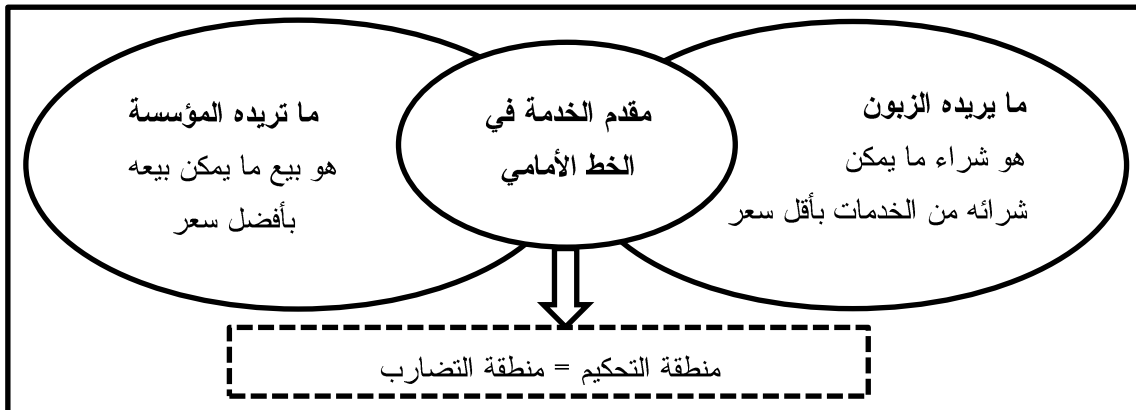 ما يريده الزبون
هو شراء ما يمكن
شرائه من الخدمات بأقل سعر
مقدم الخدمة في
الخط الأمامي
ما تريده المؤسسة
هو بيع ما يمكن بيعه
بأفضل سعر
منطقة التحكيم = منطقة التضارب